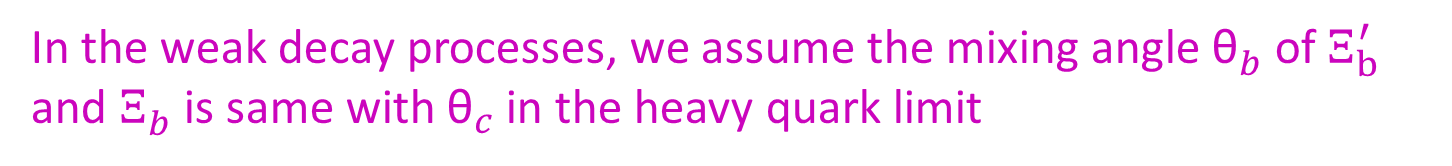 In the weak decay processes, we assume the mixing angle θ_b of Ξ_b′
and Ξ_b is same with θ_c in the heavy quark limit